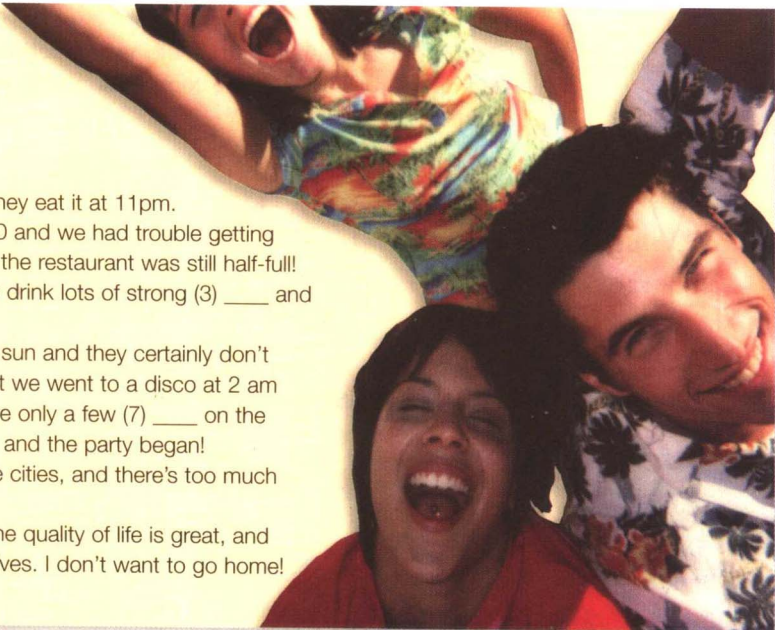 hey eat it at 11pm.
0 and we had trouble getting
the restaurant was still half-full!
drink lots of strong (3) ____ and
sun and they certainly don't
t we went to a disco at 2 am
e only a few (7) ____ on the
and the party began!
e cities, and there's too much
ne quality of life is great, and
ves. I don't want to go home!